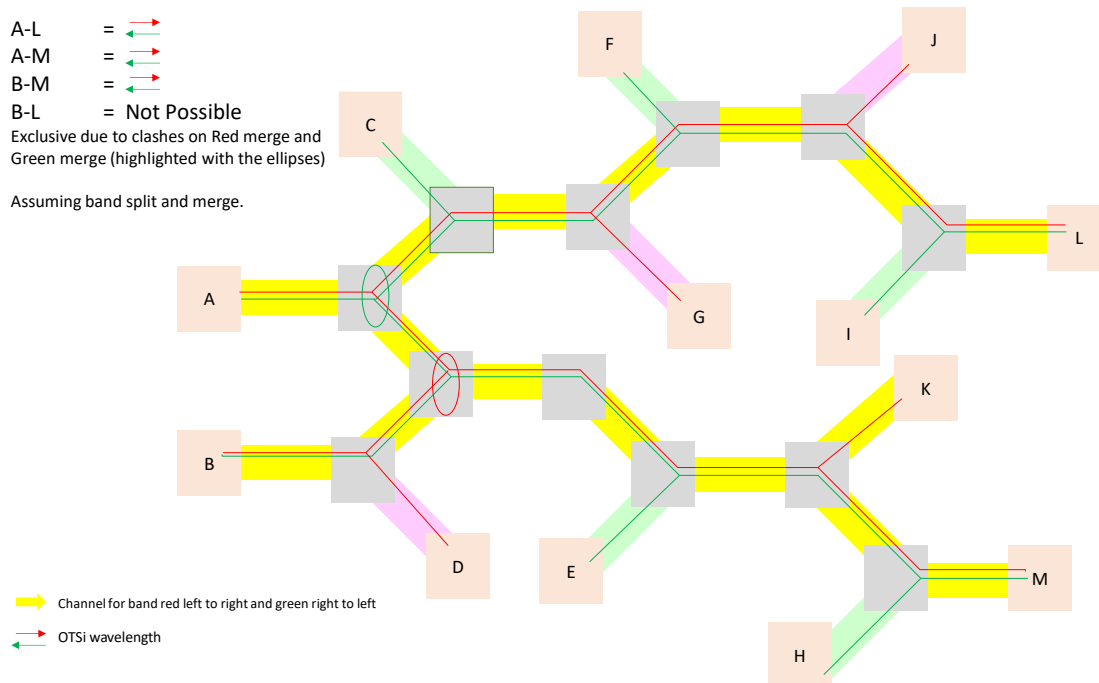 A-L =
A-M =
B-M =
B-L = Not Possible
Exclusive due to clashes on Red merge and
Green merge (highlighted with the ellipses)
Assuming band split and merge.
F
J
C
L
A
G
I
K
B
D
E
M
H
Channel for band red left to right and green right to left
OTSi wavelength